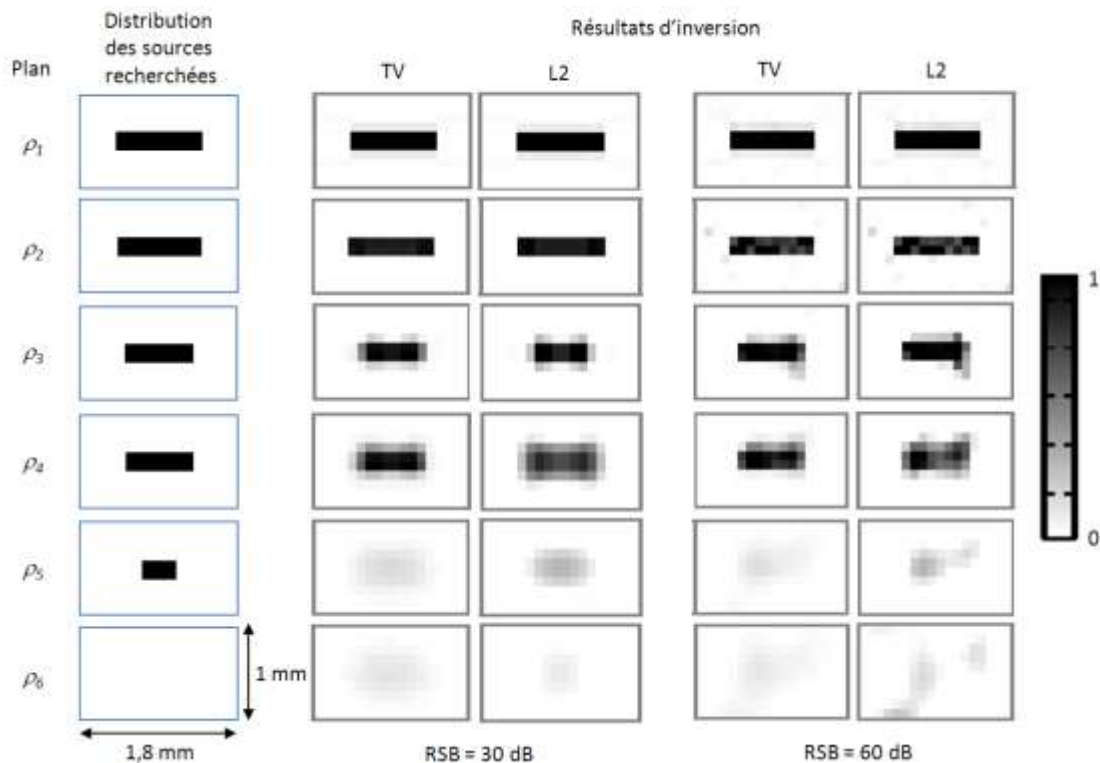 Distribution
des sources
recherchées
Résultats d'inversion
Plan
TV
L2
TV
L2
ρ1
ρ2
ρ3
ρ4
ρ5
ρ6
1
0
1 mm
1,8 mm
RSB = 30 dB
RSB = 60 dB